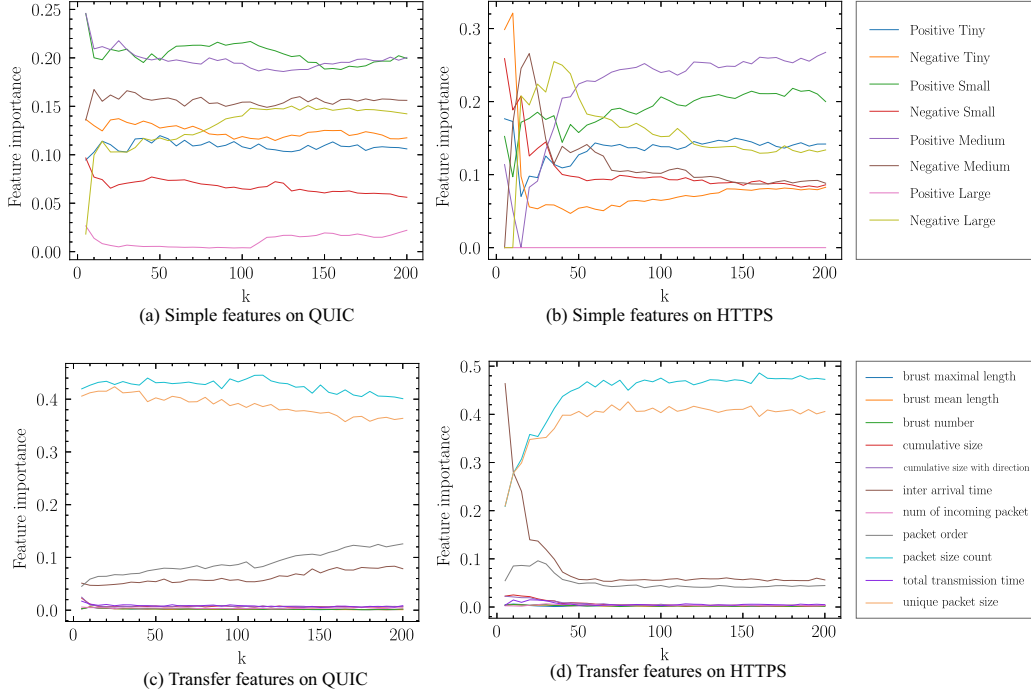 0.25
0.20
0.15
0.10
0.05
0.00
Feature importance
0
50
100
150
200
k
(a) Simple features on QUIC
0.3
0.2
0.1
0.0
Feature importance
0
50
100
150
200
k
(b) Simple features on HTTPS
Positive Tiny
Negative Tiny
Positive Small
Negative Small
Positive Medium
Negative Medium
Positive Large
Negative Large
0.4
0.3
0.2
0.1
0.0
Feature importance
0
50
100
150
200
k
(c) Transfer features on QUIC
0.5
0.4
0.3
0.2
0.1
0.0
Feature importance
0
50
100
150
200
k
(d) Transfer features on HTTPS
brust maximal length
brust mean length
brust number
cumulative size
cumulative size with direction
inter arrival time
num of incoming packet
packet order
packet size count
total transmission time
unique packet size